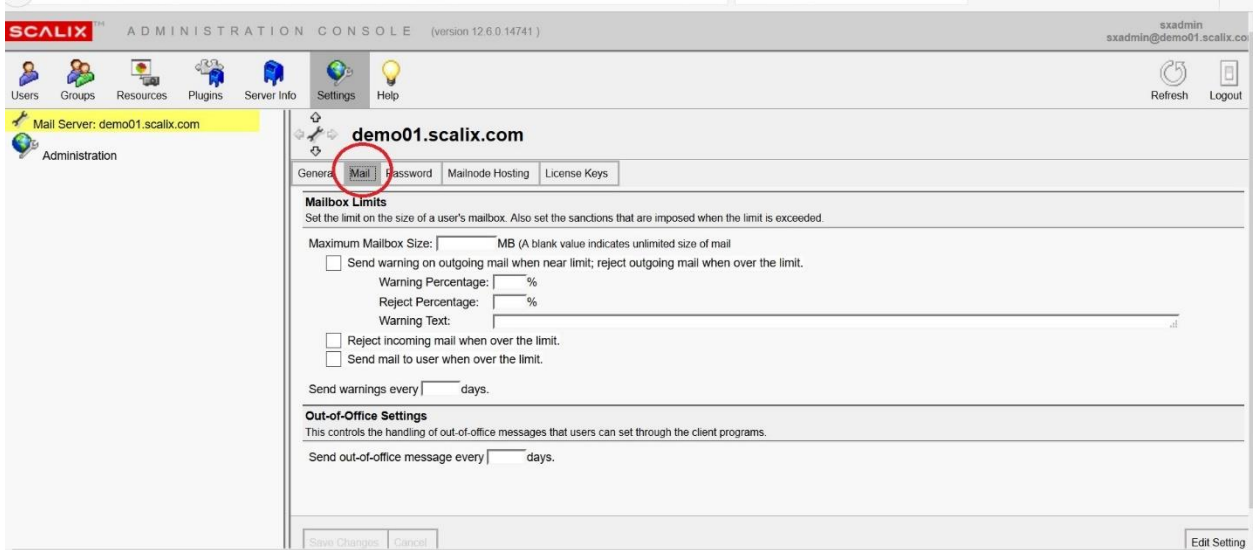 SCALIX™ ADMINISTRATION CONSOLE (version 12.6.0.14741 )
sxadmin
sxadmin@demo01.scalix.co
Users Groups Resources Plugins Server Info Settings Help Refresh Logout
Mail Server: demo01.scalix.com
Administration
demo01.scalix.com
General Mail Password Mailnode Hosting License Keys
Mailbox Limits
Set the limit on the size of a user's mailbox. Also set the sanctions that are imposed when the limit is exceeded.
Maximum Mailbox Size: MB (A blank value indicates unlimited size of mail
Send warning on outgoing mail when near limit; reject outgoing mail when over the limit.
Warning Percentage: %
Reject Percentage: %
Warning Text:
Reject incoming mail when over the limit.
Send mail to user when over the limit.
Send warnings every days.
Out-of-Office Settings
This controls the handling of out-of-office messages that users can set through the client programs.
Send out-of-office message every days.
Save Changes Cancel Edit Setting